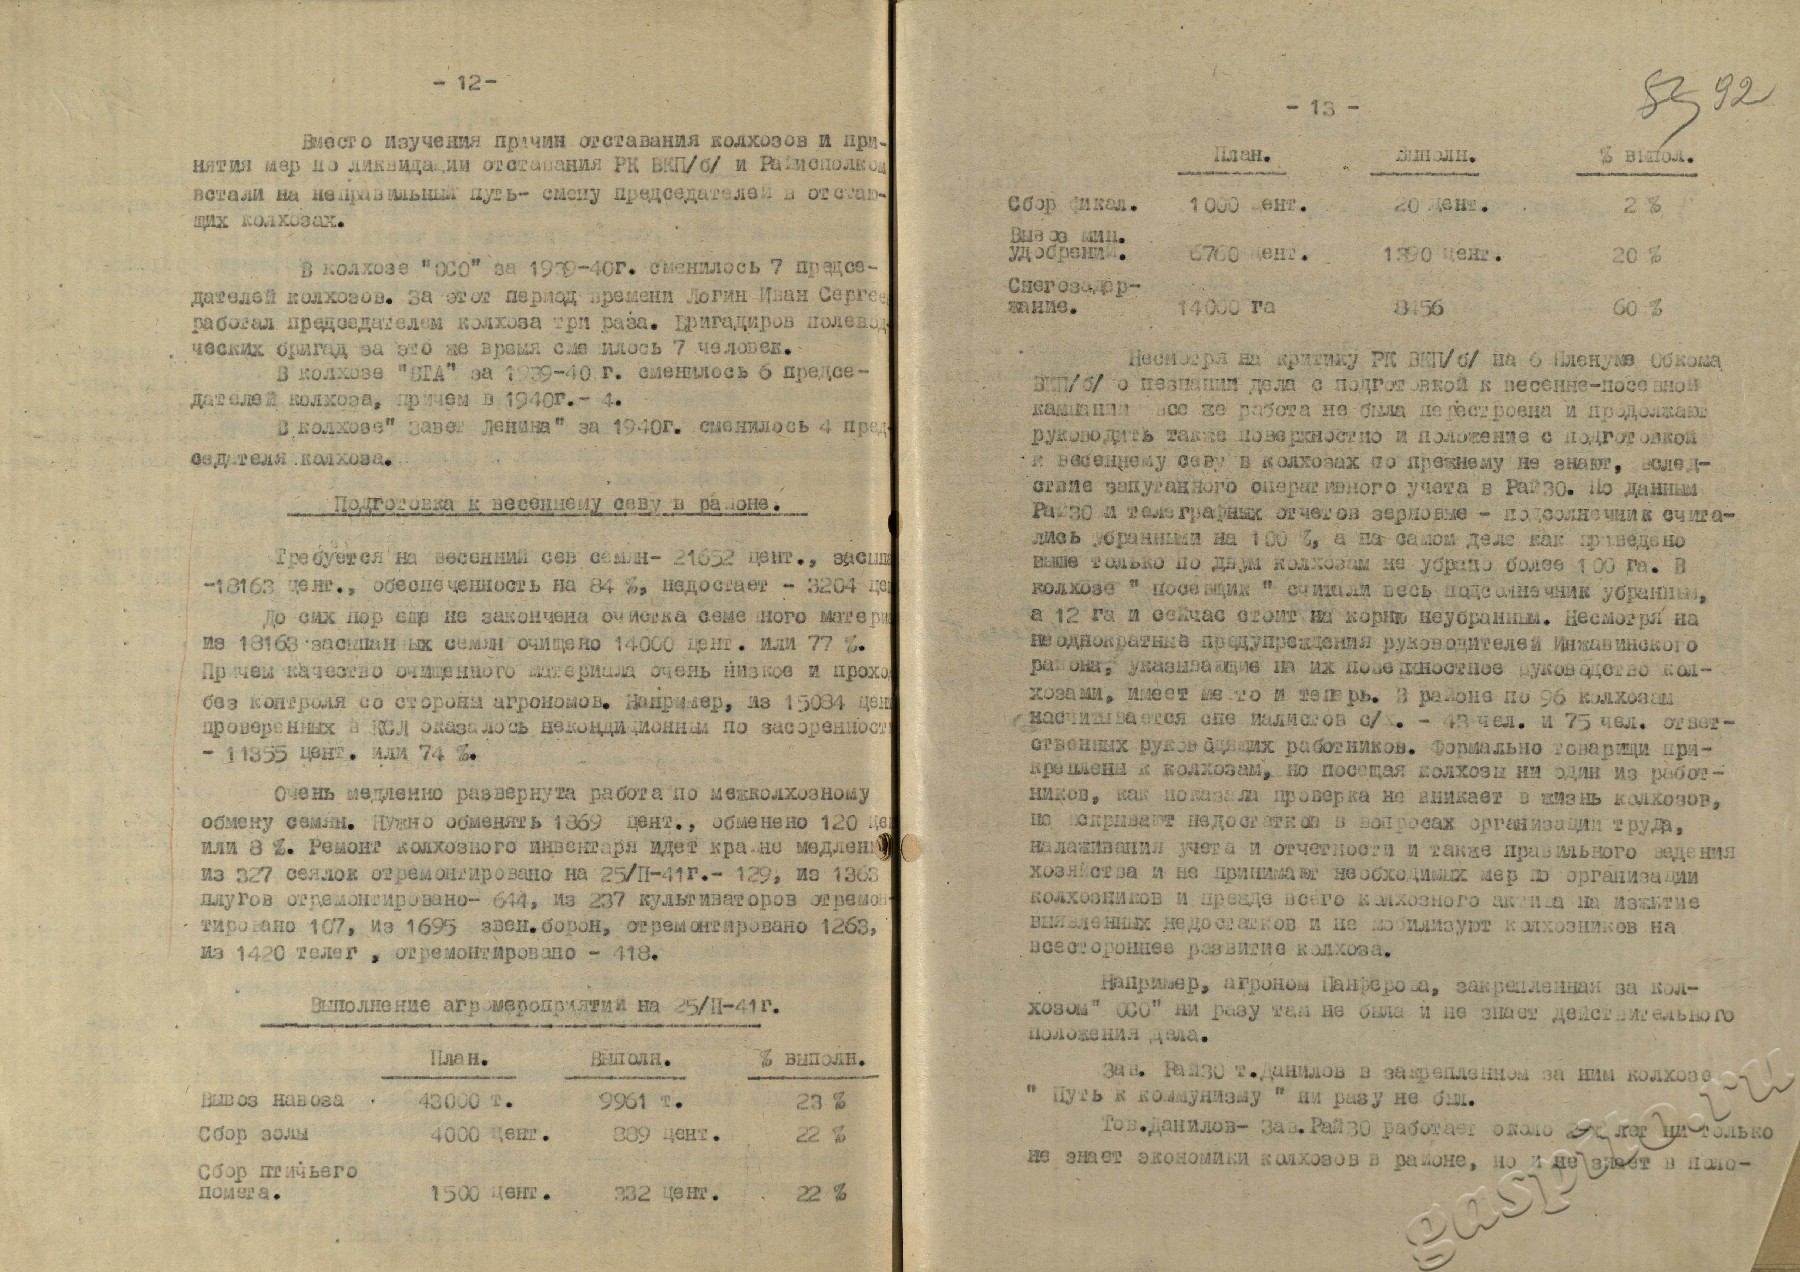 - 12-
Вместо изучения причин отставания колхозов и при-
нятия мер по ликвидации отставания РК ВКП/б/ и Райисполком
встали на неправильный путь- смену председателей в отстаю-
щих колхозах.
В колхозе "ОСО" за 1939-40г. сменилось 7 предсе-
дателей колхозов. За этот период времени Логин Иван Серге
работал председателем колхоза три раза. Бригадиров полевод-
ческих бригад за это же время сменилось 7 человек.
В колхозе за 1939-40 г. сменилось 6 предсе-
дателей колхоза, причем в 1940г.- 4.
В колхозе" Завет Ленина" за 1940г. сменилось 4 пред-
седателя колхоза.
Подготовка к весеннему севу в районе.
Требуется на весенний сев семян- 21652 цент., засып
-18163 цент., обеспеченность на 84 %, недостает - 3204 цен
До сих пор еще не закончена очистка семенного матери
из 18163 засыпанных семян очищено 14000 цент. или 77 %.
Причем качество очищенного материала очень низкое и прохо
без контроля со стороны агрономов. Например, из 15084 цен
проверенных в КСЛ оказалось некондиционным по засоренност
- 11355 цент. или 74 %.
Очень медленно развернута работа по межколхозному
обмену семян. Нужно обменять 1869 цент., обменено 120 це
или 8 %. Ремонт колхозного инвентаря идет крайне медленн
из 327 сеялок отремонтировано на 25/П-41г.- 129, из 1363
плугов отремонтировано- 644, из 237 культиваторов отремон-
тировано 107, из 1695 звен.борон, отремонтировано 1263,
из 1420 телег , отремонтировано - 418.
Выполнение агромероприятий на 25/П-41г.
План. Выполн. % выполн.
Вывоз навоза 43000 т. 9961 т. 23 %
Сбор золы 4000 цент. 889 цент. 22 %
Сбор птичьего
помета. 1500 цент. 332 цент. 22 %
- 13 -
92
План. Выполн. % выпол.
Сбор фикал. 1000 цент. 20 цент. 2 %
Вывоз мин.
удобрений. 6760 цент. 1390 цент. 20 %
Снегозадер-
жание. 14000 га 8456 60 %
Несмотря на критику РК ВКП/б/ на 6 Пленуме Обкома
ВКП/б/ о незнании дела с подготовкой к весенне-посевной
кампании все же работа не была перестроена и продолжают
руководить также поверхностно и положение с подготовкой
к весеннему севу в колхозах по прежнему не знают, вслед-
ствие запутанного оперативного учета в РайЗО. По данным
РайЗО и телеграфных отчетов зерновые - подсолнечник счита-
лись убранными на 100 %, а на самом деле как приведено
выше только по двум колхозам не убрано более 100 га. В
колхозе " посевщик " считали весь подсолнечник убранным,
а 12 га и сейчас стоит на корню неубранным. Несмотря на
неоднократные предупреждения руководителей Инжавинского
района, указывающие на их поверхностное руководство кол-
хозами, имеет место и теперь. В районе по 96 колхозам
насчитывается специалистов с/х. - 43 чел. и 75 чел. ответ-
ственных руководящих работников. Формально товарищи при-
креплены к колхозам, но посещая колхозы ни один из работ-
ников, как показала проверка не вникает в жизнь колхозов,
не вскрывают недостатков в вопросах организации труда,
налаживания учета и отчетности и также правильного ведения
хозяйства и не принимают необходимых мер по организации
колхозников и прежде всего колхозного актива на изжитие
выявленных недостатков и не мобилизуют колхозников на
всестороннее развитие колхоза.
Например, агроном Панферова, закрепленная за кол-
хозом" ОСО" ни разу там не была и не знает действительного
положения дела.
Зав. РайЗО т.Данилов в закрепленном за ним колхозе
" Путь к коммунизму " ни разу не был.
Тов.Данилов- Зав.РайЗО работает около лет ни только
не знает экономики колхозов в районе, но и не знает в поло-
gaspito.ru